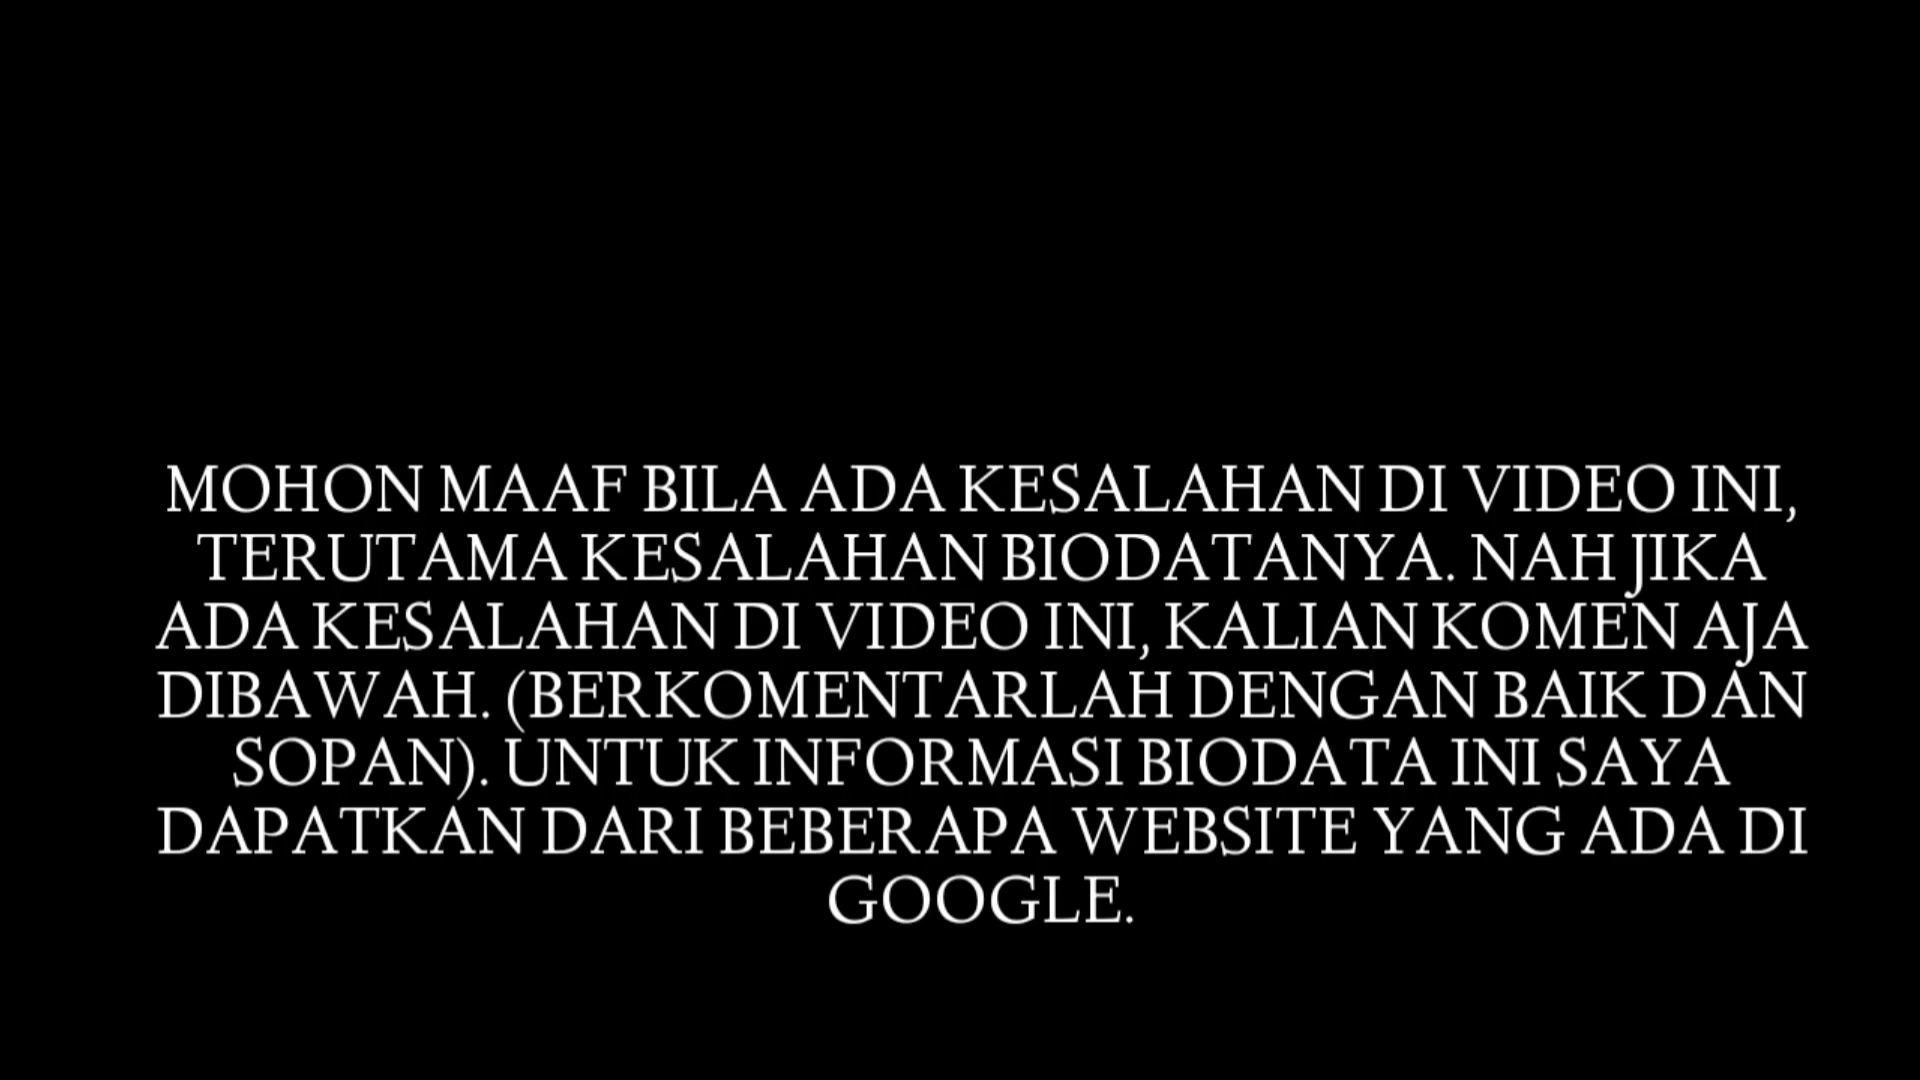 MOHON MAAF BILA ADA KESALAHAN DI VIDEO INI,
TERUTAMA KESALAHAN BIODATANYA. NAH JIKA
ADA KESALAHAN DI VIDEO INI, KALIAN KOMEN AJA
DIBAWAH. (BERKOMENTARLAH DENGAN BAIK DAN
SOPAN). UNTUK INFORMASI BIODATA INI SAYA
DAPATKAN DARI BEBERAPA WEBSITE YANG ADA DI
GOOGLE.